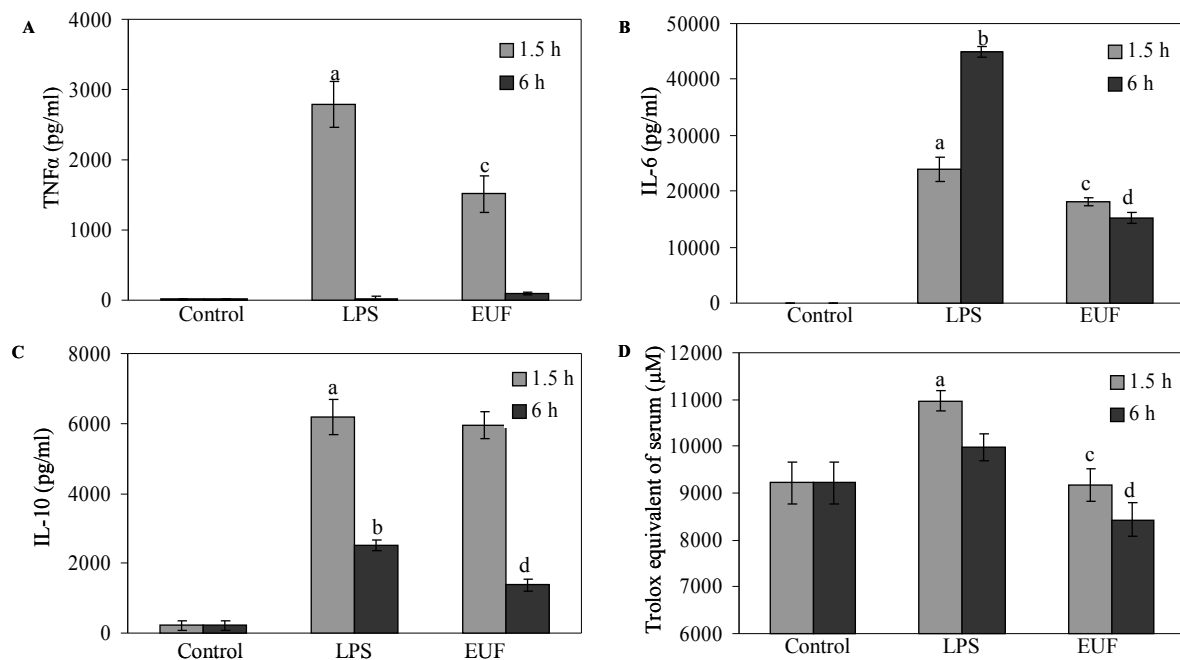 A
TNFα (pg/ml)
4000
3000
2000
1000
0
1.5 h
6 h
a
c
Control LPS EUF
B
IL-6 (pg/ml)
50000
40000
30000
20000
10000
0
1.5 h
6 h
a
b
c
d
Control LPS EUF
C
IL-10 (pg/ml)
8000
6000
4000
2000
0
1.5 h
6 h
a
b
d
Control LPS EUF
D
Trolox equivalent of serum (µM)
12000
11000
10000
9000
8000
7000
6000
1.5 h
6 h
a
c
d
Control LPS EUF